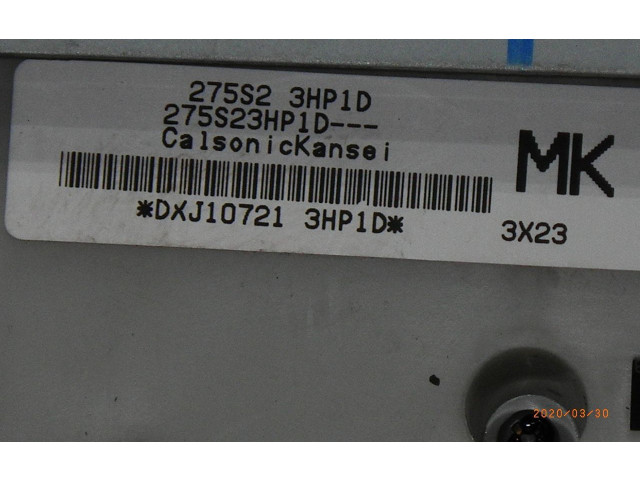 275S2 3HP1D
275S23HP1D---
CalsonicKansei
MK
*DXJ10721 3HP1D*
3X23
2020/03/30